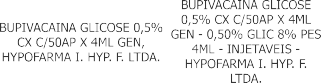 BUPIVACAINA GLICOSE 0,5%
CX C/50AP X 4ML GEN,
HYPOFARMA I. HYP. F. LTDA.
BUPIVACAINA GLICOSE
0,5% CX C/50AP X 4ML
GEN - 0,50% GLIC 8% PES
4ML - INJETAVEIS -
HYPOFARMA I HYP. F.
LTDA.